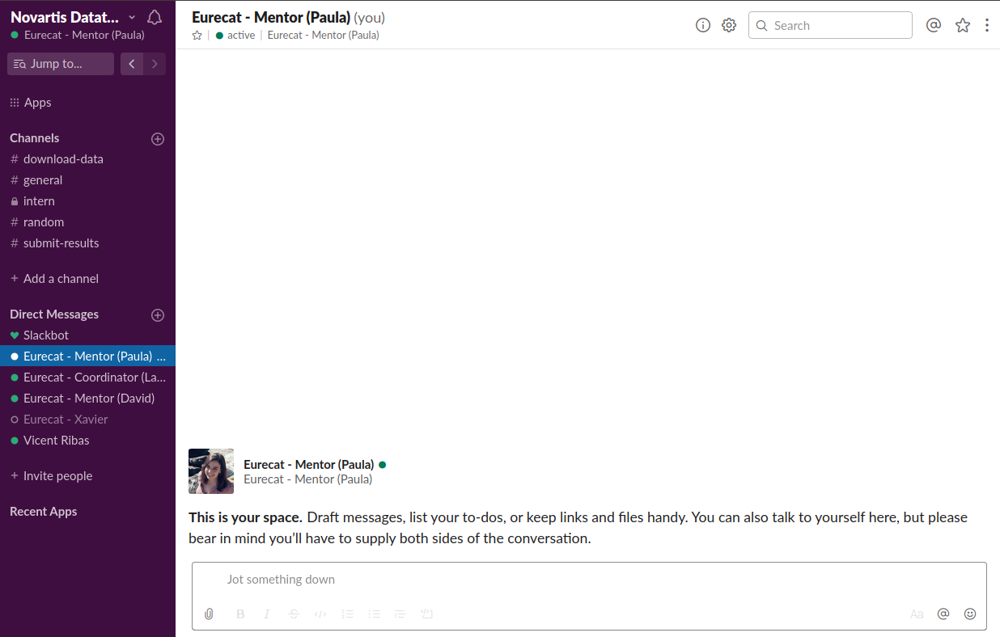 Novartis Datat...
Eurecat - Mentor (Paula)
Jump to...
Apps
Channels
# download-data
# general
intern
# random
# submit-results
+ Add a channel
Direct Messages
Slackbot
Eurecat - Mentor (Paula) ...
Eurecat - Coordinator (La...
Eurecat - Mentor (David)
Eurecat - Xavier
Vicent Ribas
+ Invite people
Recent Apps
Eurecat - Mentor (Paula) (you)
active | Eurecat - Mentor (Paula)
Search
Eurecat - Mentor (Paula)
Eurecat - Mentor (Paula)
This is your space. Draft messages, list your to-dos, or keep links and files handy. You can also talk to yourself here, but please
bear in mind you’ll have to supply both sides of the conversation.
Jot something down
B I S </> Aa @